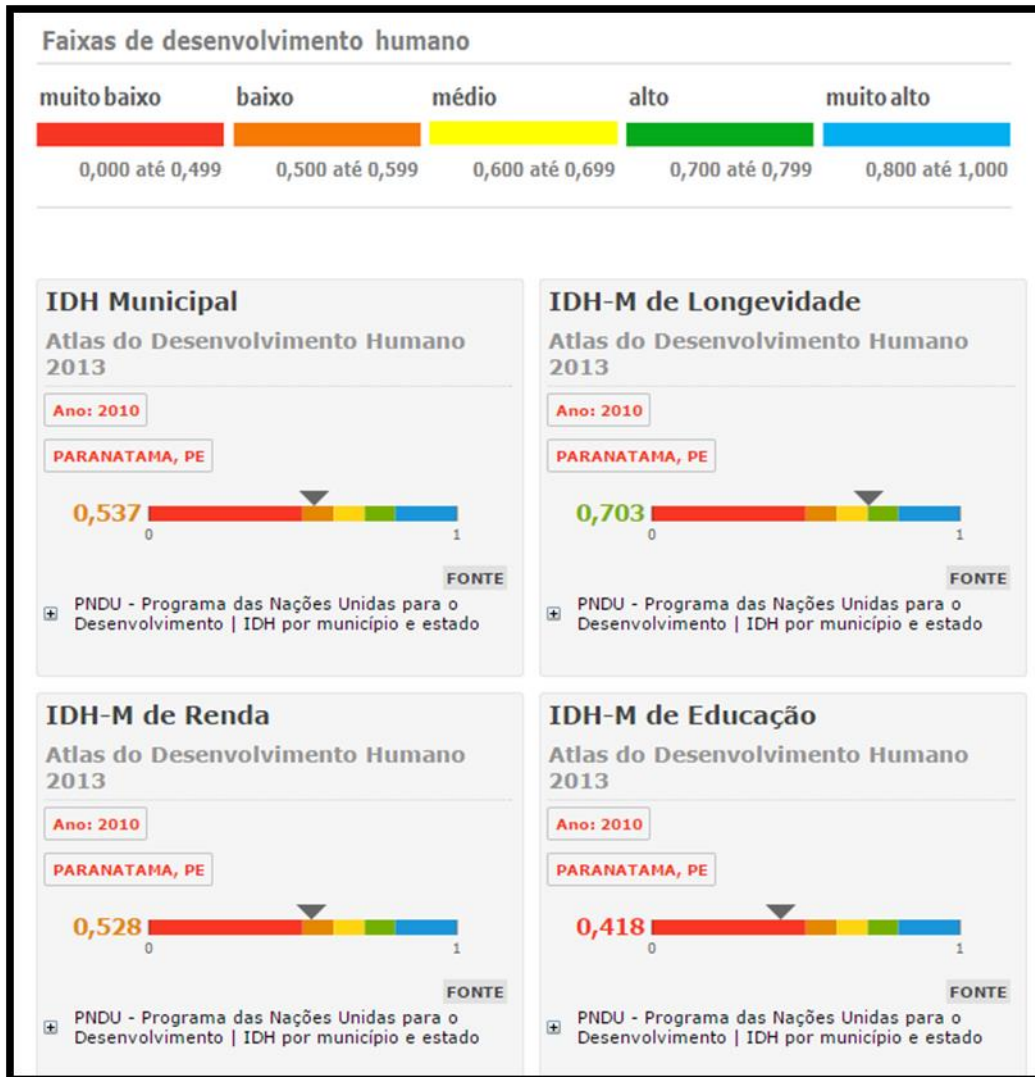 Faixas de desenvolvimento humano
muito baixo baixo médio alto muito alto
0,000 até 0,499 0,500 até 0,599 0,600 até 0,699 0,700 até 0,799 0,800 até 1,000
IDH Municipal
Atlas do Desenvolvimento Humano
2013
Ano: 2010
PARANATAMA, PE
0,537
0 1
FONTE
PNDU - Programa das Nações Unidas para o
Desenvolvimento | IDH por município e estado
IDH-M de Longevidade
Atlas do Desenvolvimento Humano
2013
Ano: 2010
PARANATAMA, PE
0,703
0 1
FONTE
PNDU - Programa das Nações Unidas para o
Desenvolvimento | IDH por município e estado
IDH-M de Renda
Atlas do Desenvolvimento Humano
2013
Ano: 2010
PARANATAMA, PE
0,528
0 1
FONTE
PNDU - Programa das Nações Unidas para o
Desenvolvimento | IDH por município e estado
IDH-M de Educação
Atlas do Desenvolvimento Humano
2013
Ano: 2010
PARANATAMA, PE
0,418
0 1
FONTE
PNDU - Programa das Nações Unidas para o
Desenvolvimento | IDH por município e estado